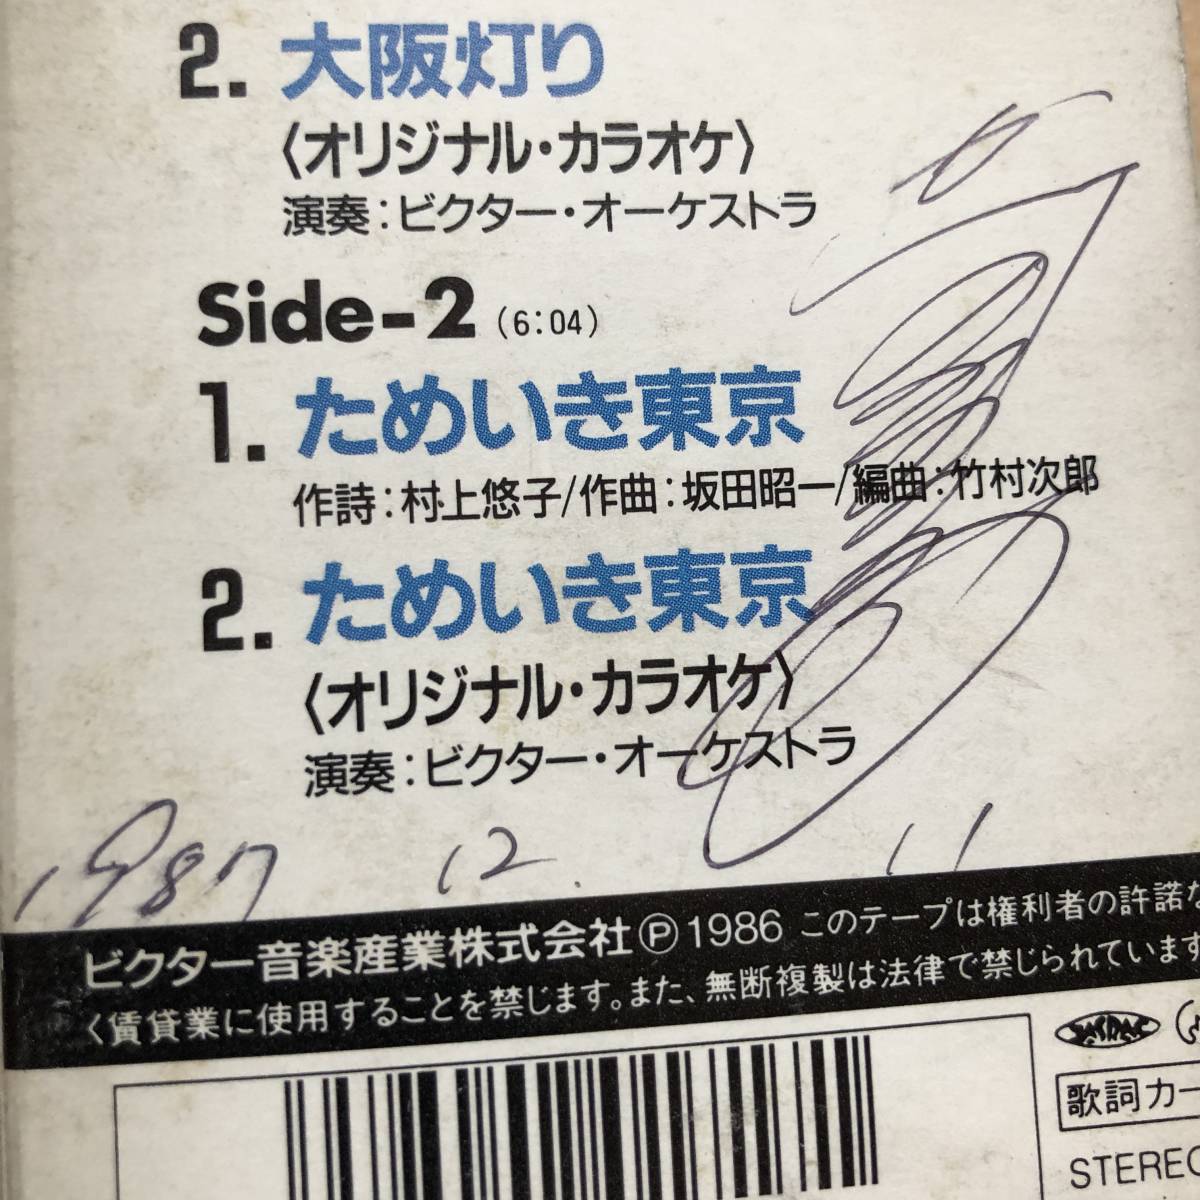 2. 大阪灯り
〈オリジナル・カラオケ〉
演奏：ビクター・オーケストラ
Side-2 (6:04)
1. ためいき東京
作詩：村上悠子/作曲：坂田昭一/編曲：竹村次郎
2. ためいき東京
〈オリジナル・カラオケ〉
演奏：ビクター・オーケストラ
1987 12. 11
ビクター音楽産業株式会社Ⓟ1986 このテープは権利者の許諾な
く賃貸業に使用することを禁じます。また、無断複製は法律で禁じられています
JASRAC
歌詞カー
STEREO